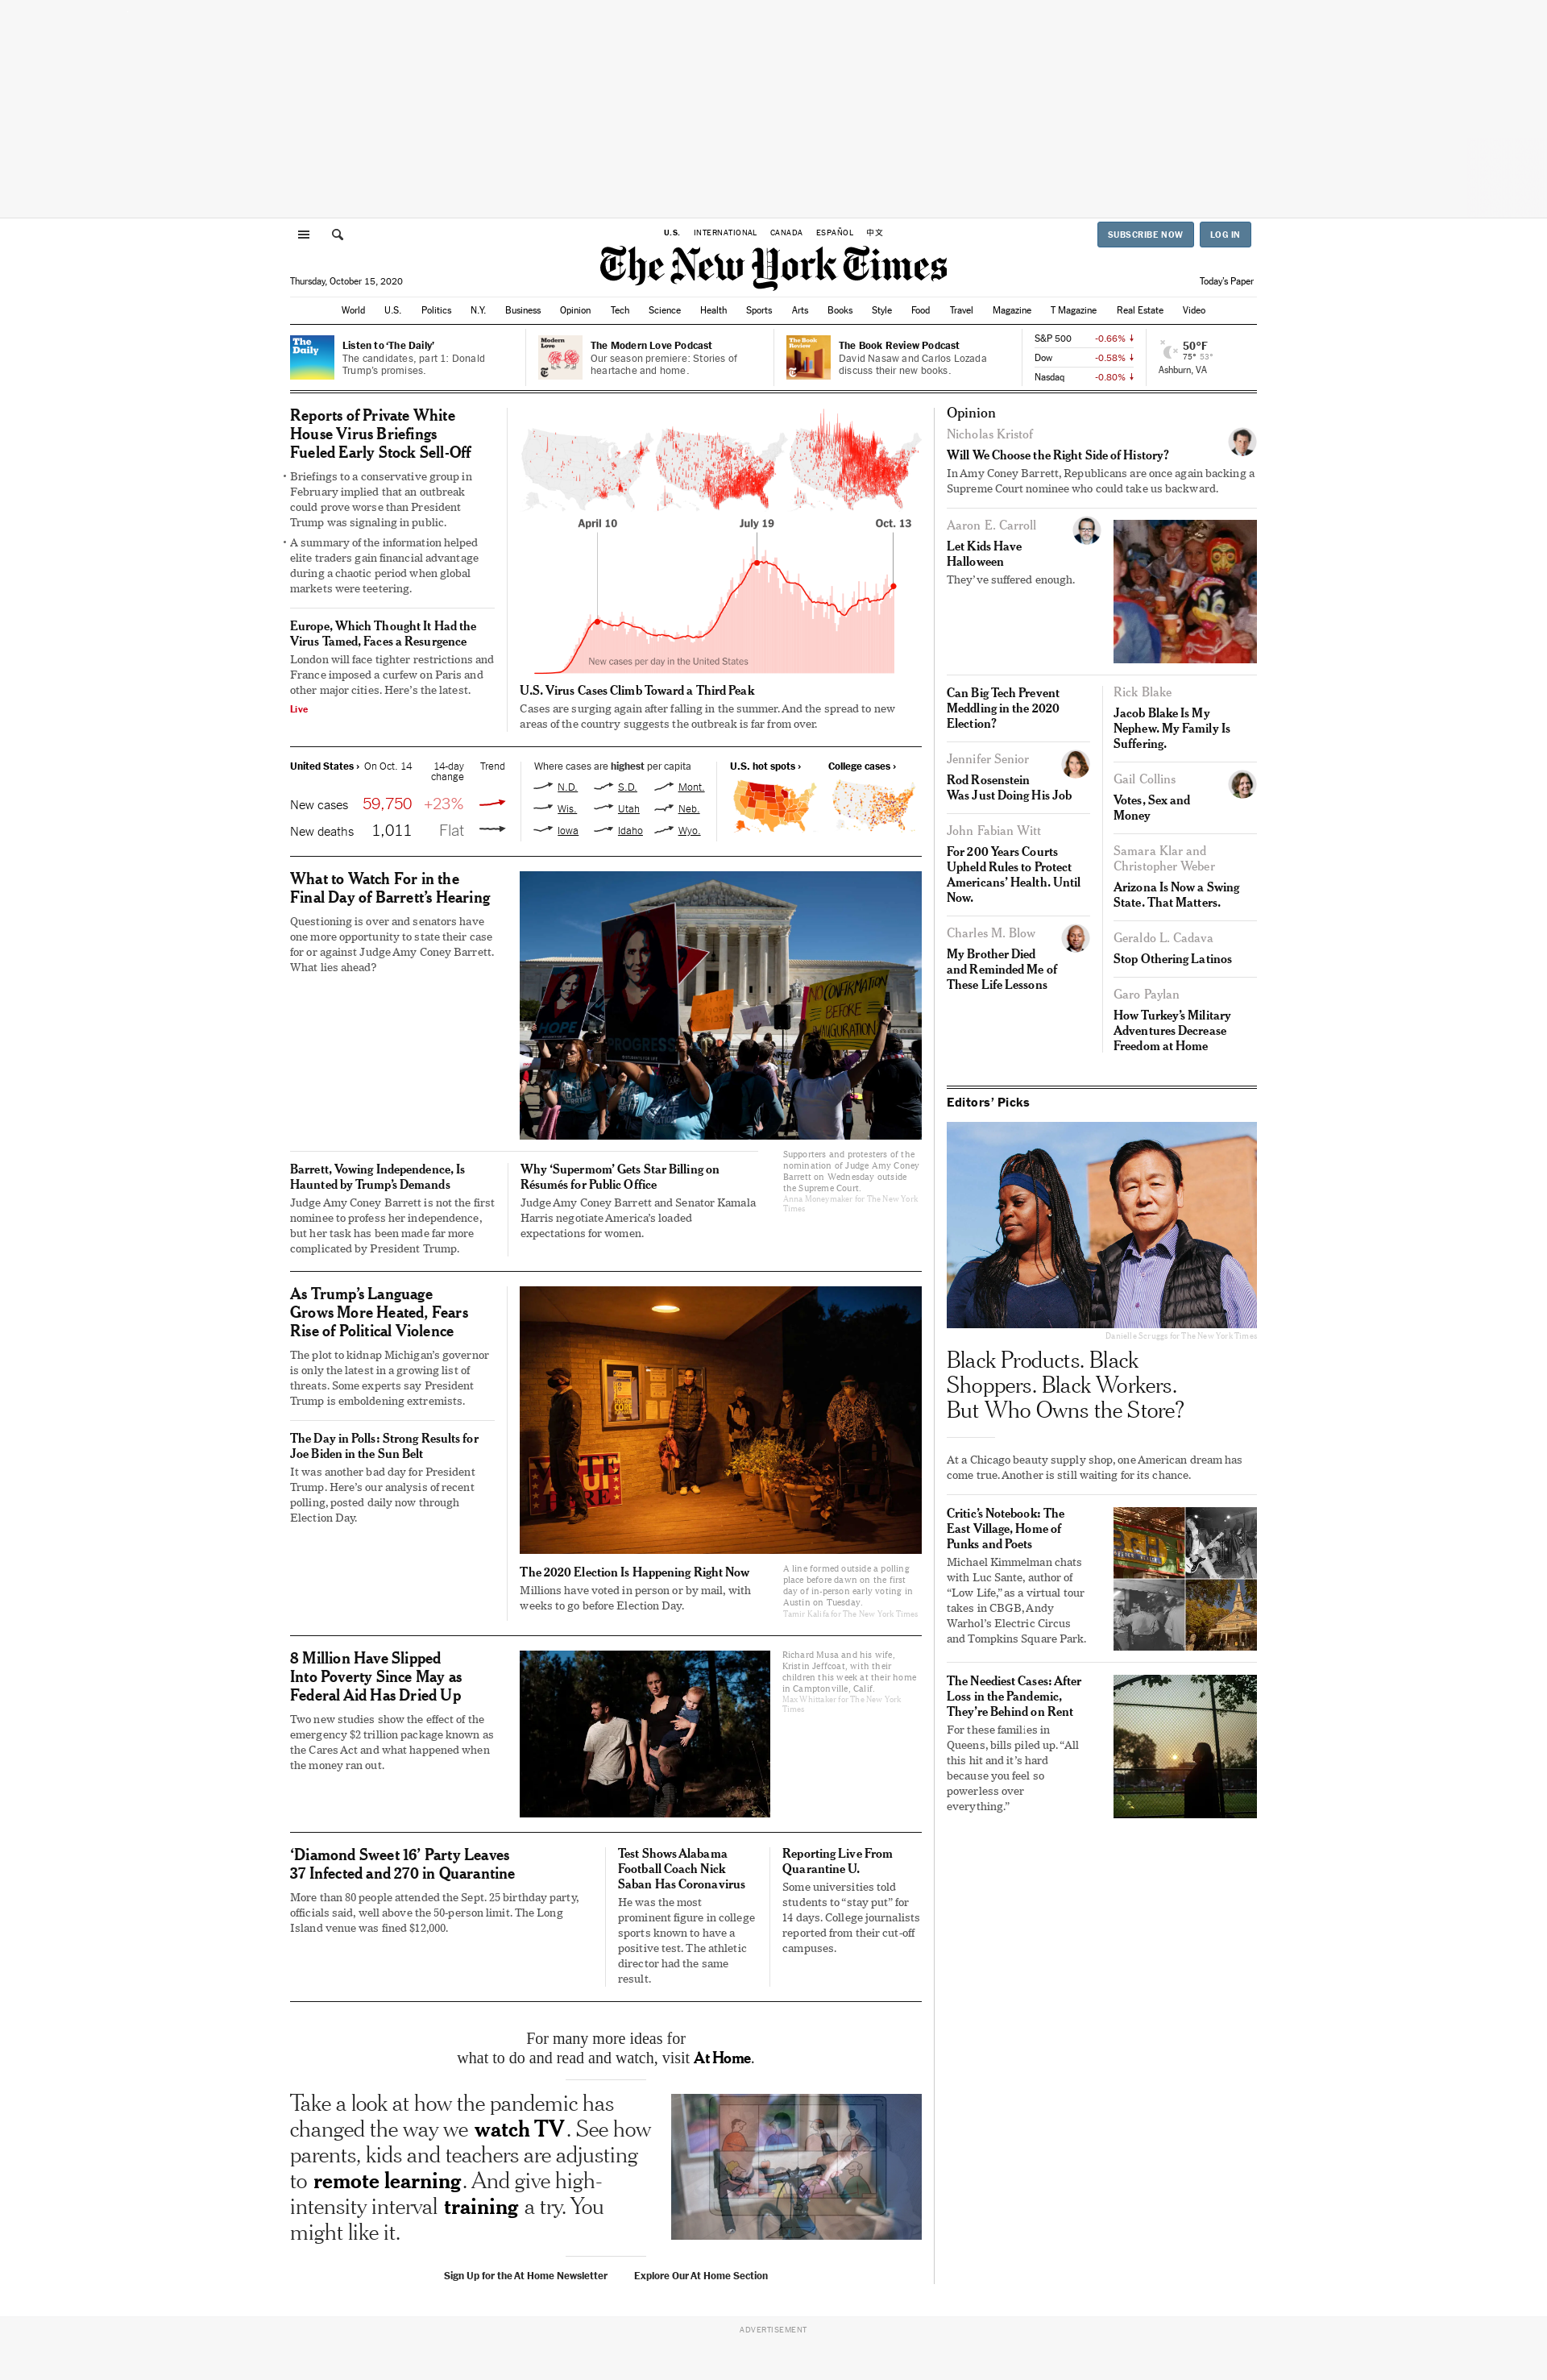 U.S. INTERNATIONAL CANADA ESPAÑOL 中文
SUBSCRIBE NOW
LOG IN
The New York Times
Thursday, October 15, 2020
Today's Paper
World U.S. Politics N.Y. Business Opinion Tech Science Health Sports Arts Books Style Food Travel Magazine T Magazine Real Estate Video
The Daily
Listen to ‘The Daily’
The candidates, part 1: Donald
Trump’s promises.
Modern Love
The Modern Love Podcast
Our season premiere: Stories of
heartache and home.
The Book Review
The Book Review Podcast
David Nasaw and Carlos Lozada
discuss their new books.
S&P 500 -0.66%
Dow -0.58%
Nasdaq -0.80%
50°F
75° 53°
Ashburn, VA
Reports of Private White
House Virus Briefings
Fueled Early Stock Sell-Off
• Briefings to a conservative group in
February implied that an outbreak
could prove worse than President
Trump was signaling in public.
• A summary of the information helped
elite traders gain financial advantage
during a chaotic period when global
markets were teetering.
Europe, Which Thought It Had the
Virus Tamed, Faces a Resurgence
London will face tighter restrictions and
France imposed a curfew on Paris and
other major cities. Here’s the latest.
Live
April 10 July 19 Oct. 13
New cases per day in the United States
U.S. Virus Cases Climb Toward a Third Peak
Cases are surging again after falling in the summer. And the spread to new
areas of the country suggests the outbreak is far from over.
United States › On Oct. 14 14-day
change Trend
New cases 59,750 +23%
New deaths 1,011 Flat
Where cases are highest per capita
N.D. S.D. Mont.
Wis. Utah Neb.
Iowa Idaho Wyo.
U.S. hot spots ›
College cases ›
What to Watch For in the
Final Day of Barrett’s Hearing
Questioning is over and senators have
one more opportunity to state their case
for or against Judge Amy Coney Barrett.
What lies ahead?
HOPE
PROGRESS
NO CONFIRMATION
BEFORE
INAUGURATION
Supporters and protesters of the
nomination of Judge Amy Coney
Barrett on Wednesday outside
the Supreme Court.
Anna Moneymaker for The New York
Times
Barrett, Vowing Independence, Is
Haunted by Trump’s Demands
Judge Amy Coney Barrett is not the first
nominee to profess her independence,
but her task has been made far more
complicated by President Trump.
Why ‘Supermom’ Gets Star Billing on
Résumés for Public Office
Judge Amy Coney Barrett and Senator Kamala
Harris negotiate America’s loaded
expectations for women.
As Trump’s Language
Grows More Heated, Fears
Rise of Political Violence
The plot to kidnap Michigan’s governor
is only the latest in a growing list of
threats. Some experts say President
Trump is emboldening extremists.
The Day in Polls: Strong Results for
Joe Biden in the Sun Belt
It was another bad day for President
Trump. Here’s our analysis of recent
polling, posted daily now through
Election Day.
VOTE
AQUI
HERE
The 2020 Election Is Happening Right Now
Millions have voted in person or by mail, with
weeks to go before Election Day.
A line formed outside a polling
place before dawn on the first
day of in-person early voting in
Austin on Tuesday.
Tamir Kalifa for The New York Times
8 Million Have Slipped
Into Poverty Since May as
Federal Aid Has Dried Up
Two new studies show the effect of the
emergency $2 trillion package known as
the Cares Act and what happened when
the money ran out.
Richard Musa and his wife,
Kristin Jeffcoat, with their
children this week at their home
in Camptonville, Calif.
Max Whittaker for The New York
Times
‘Diamond Sweet 16’ Party Leaves
37 Infected and 270 in Quarantine
More than 80 people attended the Sept. 25 birthday party,
officials said, well above the 50-person limit. The Long
Island venue was fined $12,000.
Test Shows Alabama
Football Coach Nick
Saban Has Coronavirus
He was the most
prominent figure in college
sports known to have a
positive test. The athletic
director had the same
result.
Reporting Live From
Quarantine U.
Some universities told
students to “stay put” for
14 days. College journalists
reported from their cut-off
campuses.
For many more ideas for
what to do and read and watch, visit At Home.
Take a look at how the pandemic has
changed the way we watch TV. See how
parents, kids and teachers are adjusting
to remote learning. And give high-
intensity interval training a try. You
might like it.
Sign Up for the At Home Newsletter
Explore Our At Home Section
Opinion
Nicholas Kristof
Will We Choose the Right Side of History?
In Amy Coney Barrett, Republicans are once again backing a
Supreme Court nominee who could take us backward.
Aaron E. Carroll
Let Kids Have
Halloween
They’ve suffered enough.
Can Big Tech Prevent
Meddling in the 2020
Election?
Jennifer Senior
Rod Rosenstein
Was Just Doing His Job
John Fabian Witt
For 200 Years Courts
Upheld Rules to Protect
Americans’ Health. Until
Now.
Charles M. Blow
My Brother Died
and Reminded Me of
These Life Lessons
Rick Blake
Jacob Blake Is My
Nephew. My Family Is
Suffering.
Gail Collins
Votes, Sex and
Money
Samara Klar and
Christopher Weber
Arizona Is Now a Swing
State. That Matters.
Geraldo L. Cadava
Stop Othering Latinos
Garo Paylan
How Turkey’s Military
Adventures Decrease
Freedom at Home
Editors’ Picks
Danielle Scruggs for The New York Times
Black Products. Black
Shoppers. Black Workers.
But Who Owns the Store?
At a Chicago beauty supply shop, one American dream has
come true. Another is still waiting for its chance.
Critic’s Notebook: The
East Village, Home of
Punks and Poets
Michael Kimmelman chats
with Luc Sante, author of
“Low Life,” as a virtual tour
takes in CBGB, Andy
Warhol’s Electric Circus
and Tompkins Square Park.
The Neediest Cases: After
Loss in the Pandemic,
They’re Behind on Rent
For these families in
Queens, bills piled up. “All
this hit and it’s hard
because you feel so
powerless over
everything.”
ADVERTISEMENT